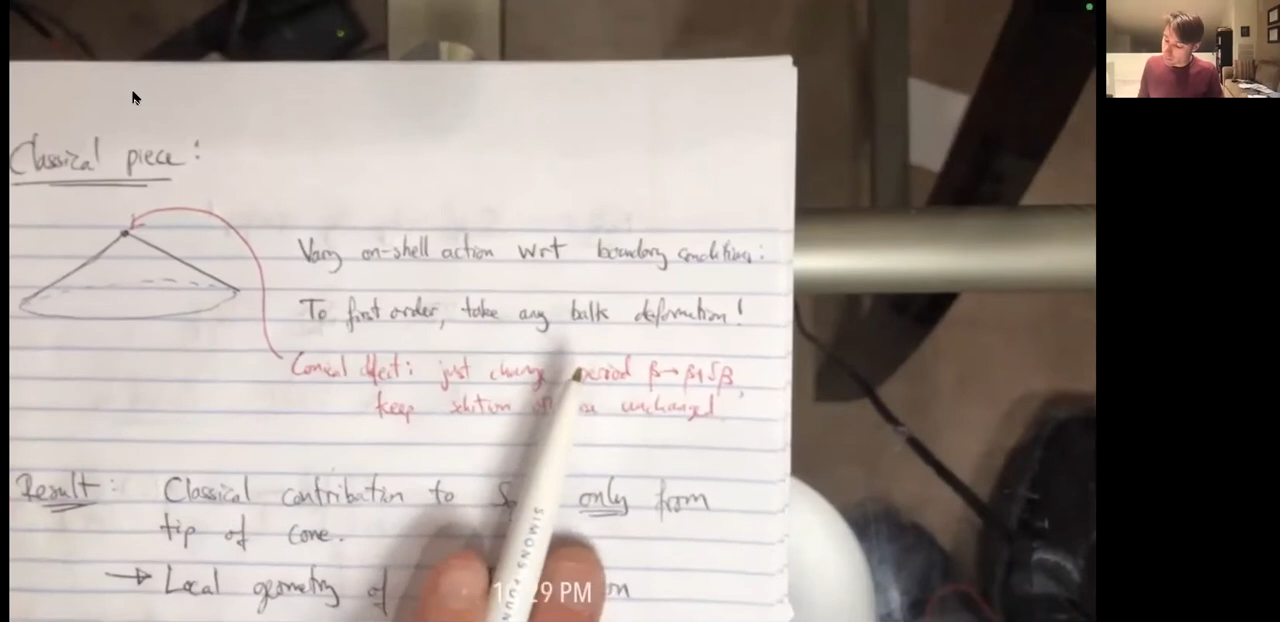 Classical piece:
Vary on-shell action wrt boundary conditions:
To first order, take any bulk deformation!
Conical defect: just change period β→β+δβ,
keep solution unchanged
Result: Classical contribution to S only from
tip of cone.
→ Local geometry of
SIMONS FOUN
29 PM